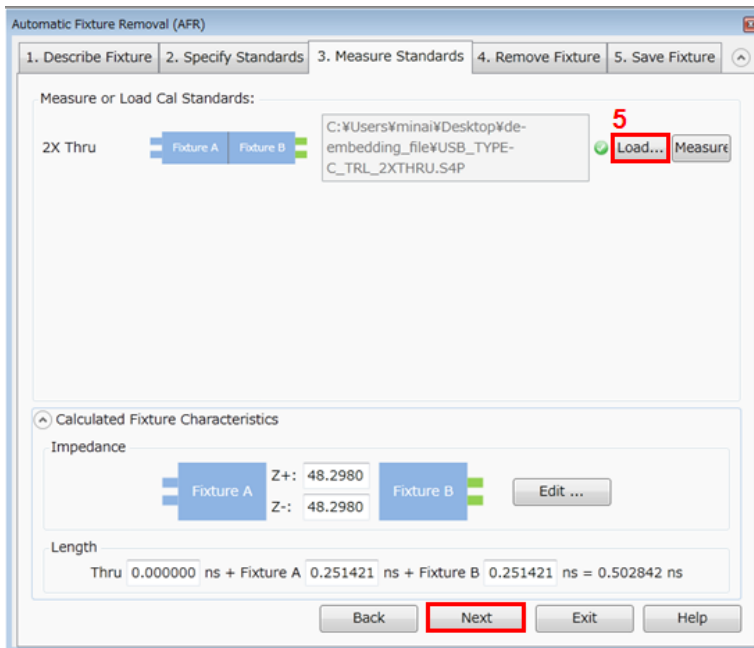 Automatic Fixture Removal (AFR)
1. Describe Fixture 2. Specify Standards 3. Measure Standards 4. Remove Fixture 5. Save Fixture
Measure or Load Cal Standards:
5
2X Thru Fixture A Fixture B
C:¥Users¥minai¥Desktop¥de-
embedding_file¥USB_TYPE-
C_TRL_2XTHRU.S4P
Load... Measure
Calculated Fixture Characteristics
Impedance
Fixture A Z+: 48.2980 Fixture B Edit ...
Z-: 48.2980
Length
Thru 0.000000 ns + Fixture A 0.251421 ns + Fixture B 0.251421 ns = 0.502842 ns
Back Next Exit Help